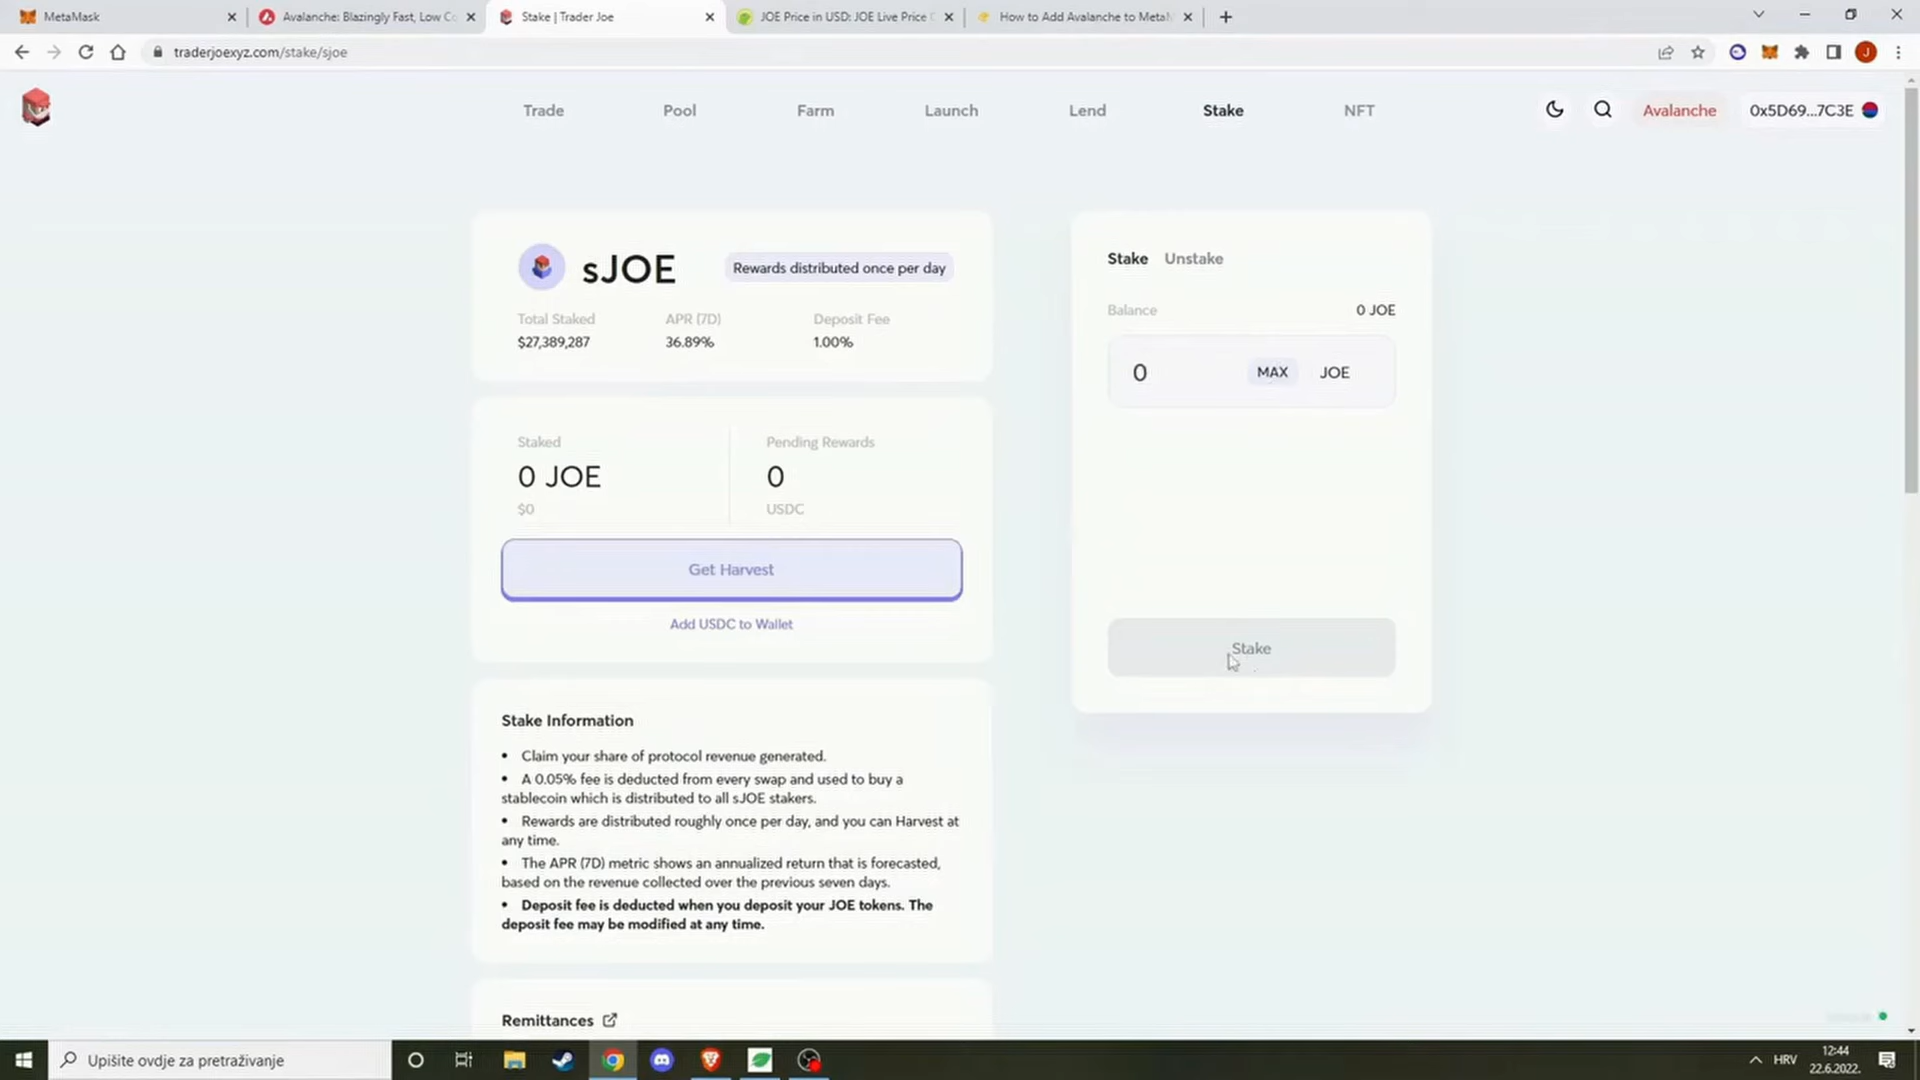 MetaMask
Avalanche: Blazingly Fast, Low Co
Stake | Trader Joe
JOE Price in USD: JOE Live Price C
How to Add Avalanche to MetaM
traderjoexyz.com/stake/sjoe
J
Trade
Pool
Farm
Launch
Lend
Stake
NFT
Avalanche
0x5D69...7C3E
sJOE
Rewards distributed once per day
Total Staked
APR (7D)
Deposit Fee
$27,389,287
36.89%
1.00%
Stake
Unstake
Balance
0 JOE
0
MAX
JOE
Staked
Pending Rewards
0 JOE
0
$0
USDC
Get Harvest
Add USDC to Wallet
Stake
Stake Information
• Claim your share of protocol revenue generated.
• A 0.05% fee is deducted from every swap and used to buy a
stablecoin which is distributed to all sJOE stakers.
• Rewards are distributed roughly once per day, and you can Harvest at
any time.
• The APR (7D) metric shows an annualized return that is forecasted,
based on the revenue collected over the previous seven days.
• Deposit fee is deducted when you deposit your JOE tokens. The
deposit fee may be modified at any time.
Remittances
Upišite ovdje za pretraživanje
HRV
12:44
22.6.2022.